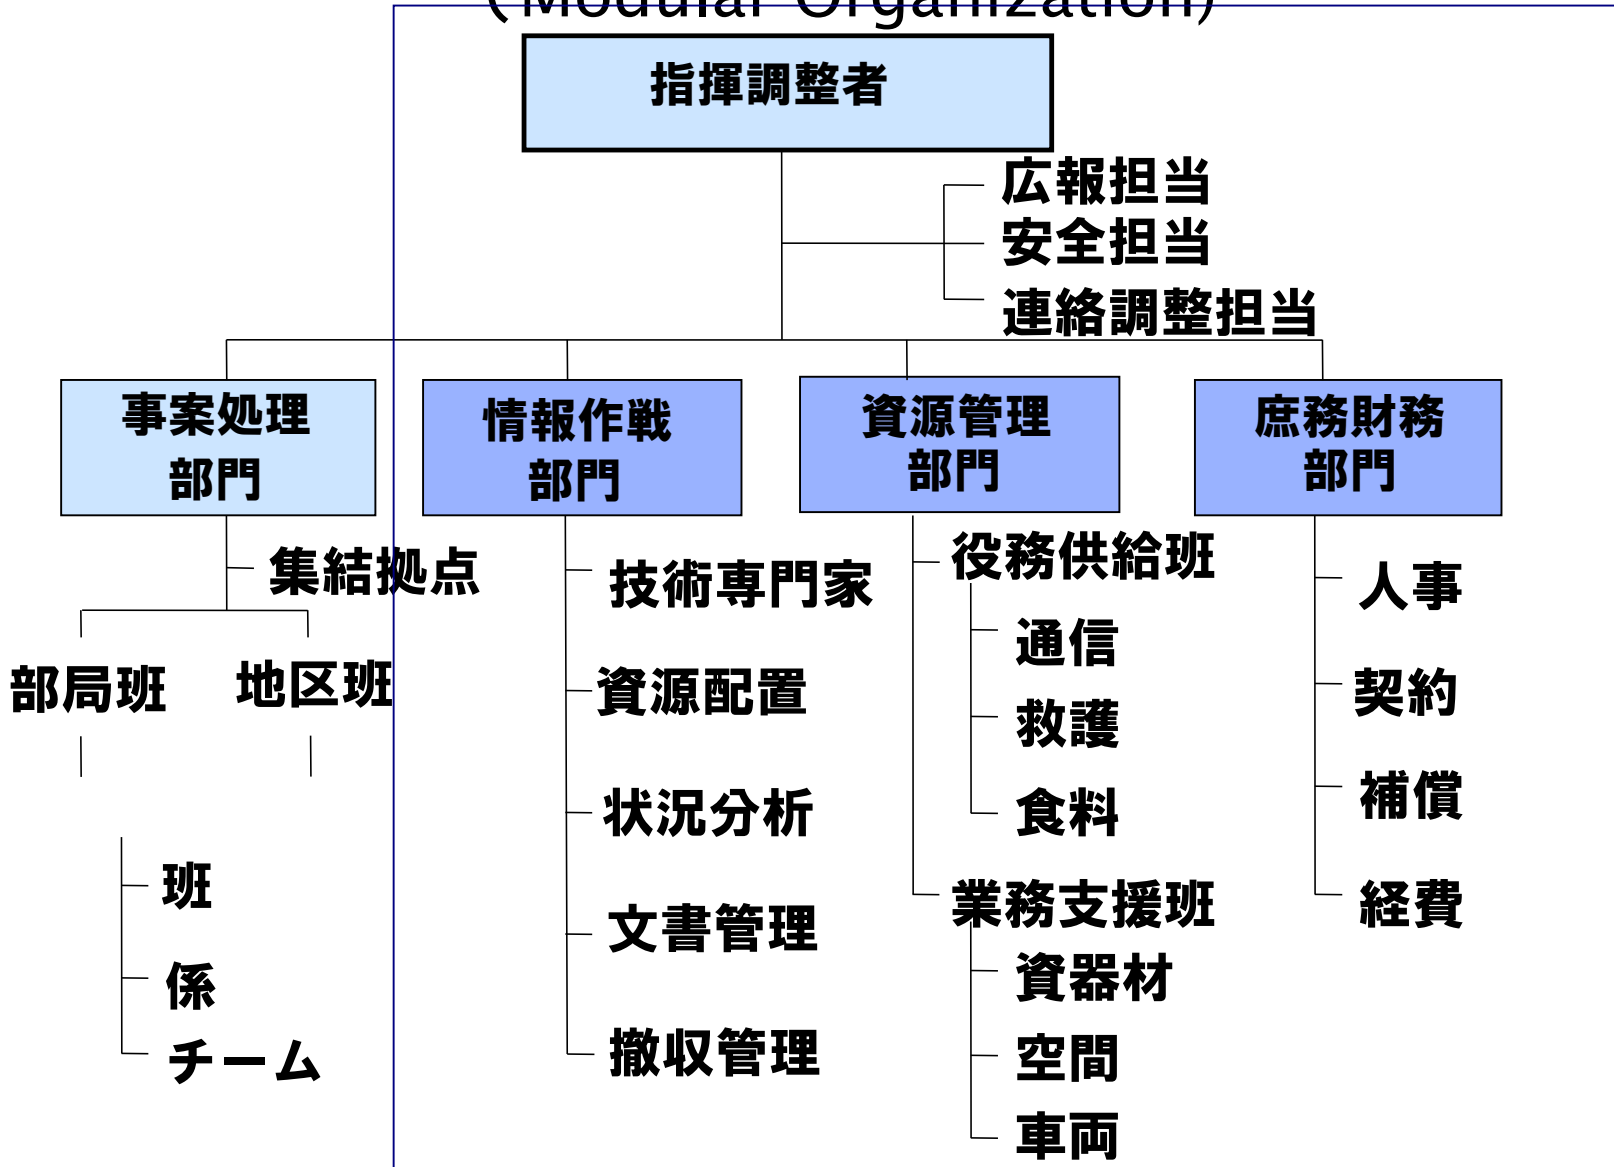 (Modular Organization)
指揮調整者
広報担当
安全担当
連絡調整担当
事案処理
部門
情報作戦
部門
資源管理
部門
庶務財務
部門
集結拠点
部局班
地区班
班
係
チーム
技術専門家
資源配置
状況分析
文書管理
撤収管理
役務供給班
通信
救護
食料
業務支援班
資器材
空間
車両
人事
契約
補償
経費